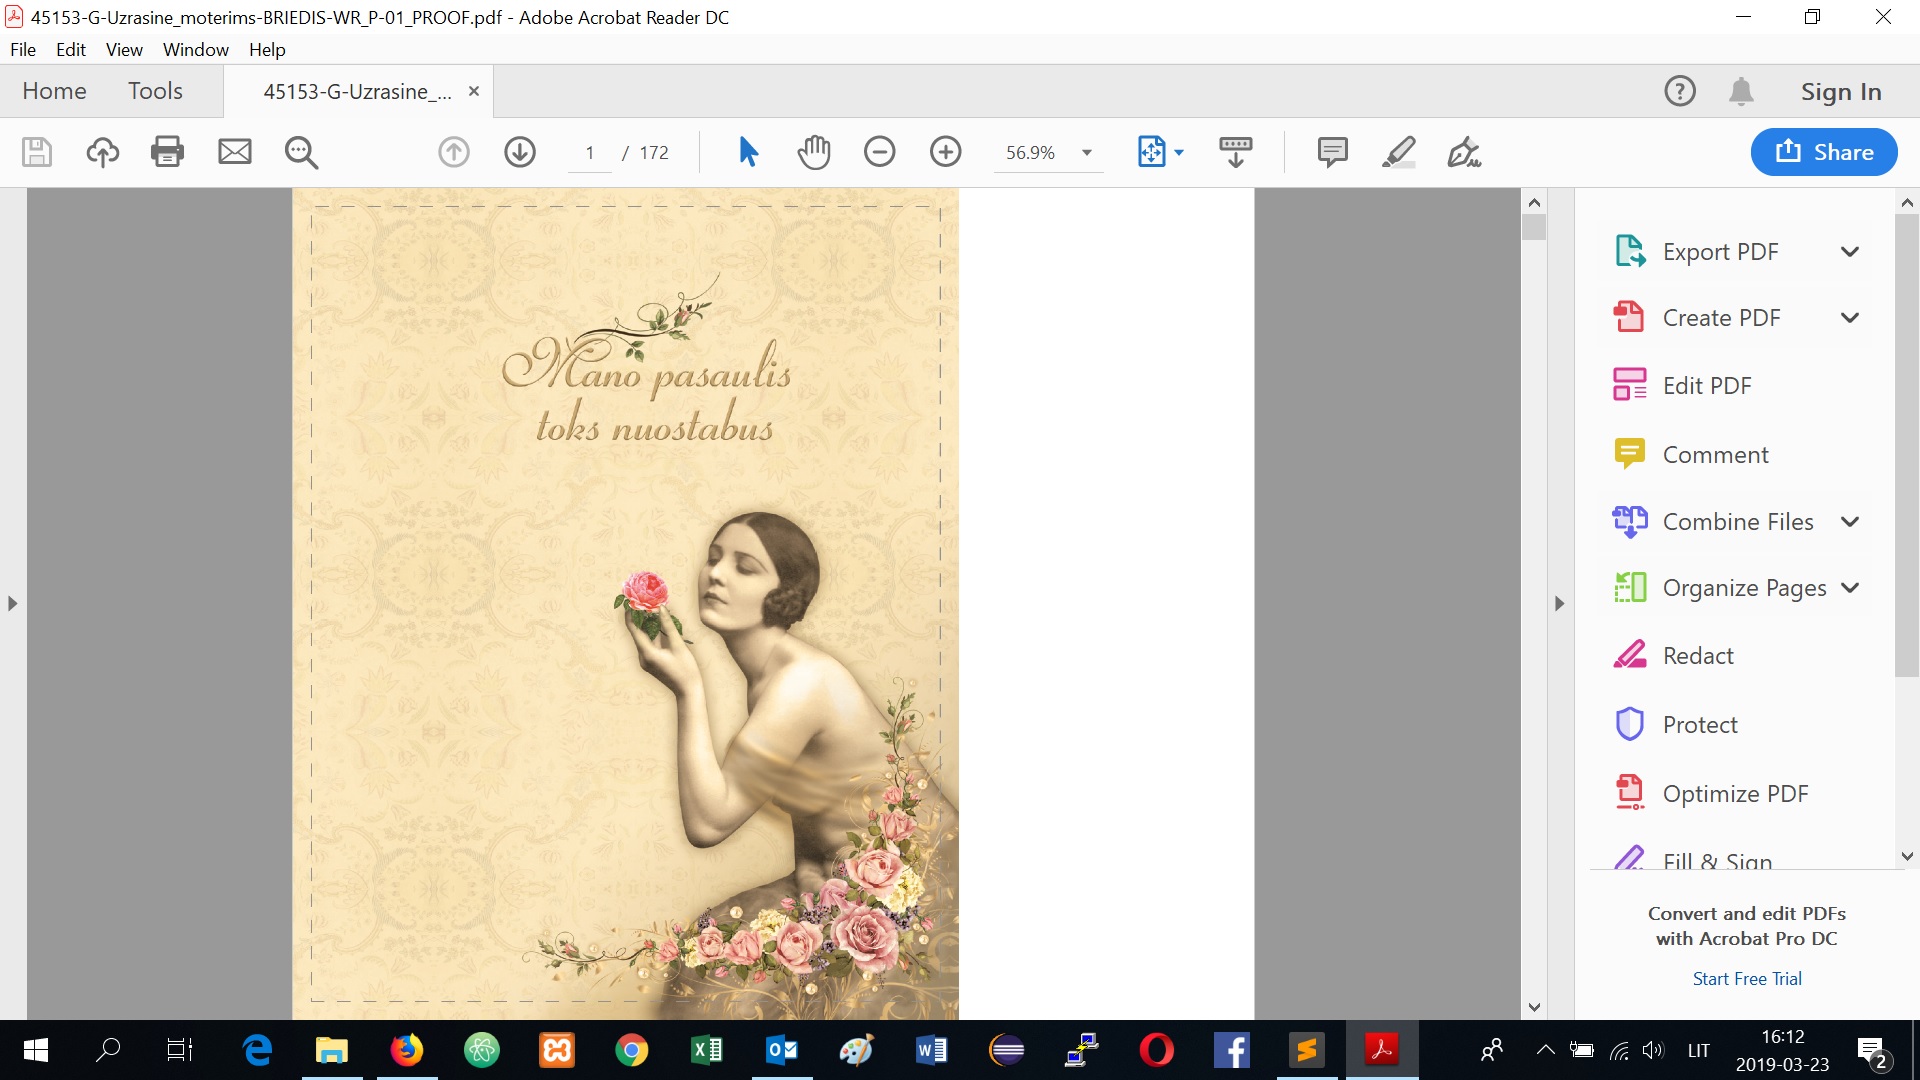 45153-G-Uzrasine_moterims-BRIEDIS-WR_P-01_PROOF.pdf - Adobe Acrobat Reader DC
File Edit View Window Help
Home Tools 45153-G-Uzrasine_... × Sign In
1 / 172 56.9% Share
Mano pasaulis
toks nuostabus
Export PDF
Create PDF
Edit PDF
Comment
Combine Files
Organize Pages
Redact
Protect
Optimize PDF
Fill & Sign
Convert and edit PDFs
with Acrobat Pro DC
Start Free Trial
LIT
16:12
2019-03-23
2